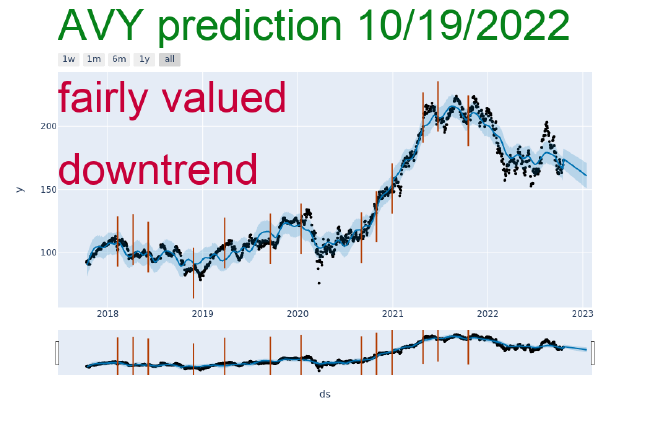 AVY prediction 10/19/2022
1w 1m 6m 1y all
fairly valued
200
downtrend
150
y
100
2018 2019 2020 2021 2022 2023
ds